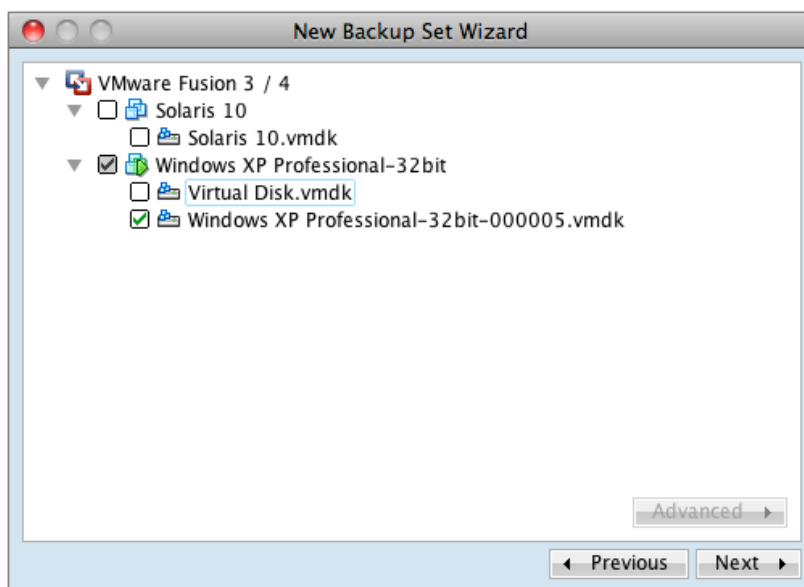 New Backup Set Wizard
VMware Fusion 3 / 4
Solaris 10
Solaris 10.vmdk
Windows XP Professional-32bit
Virtual Disk.vmdk
Windows XP Professional-32bit-000005.vmdk
Advanced
Previous Next